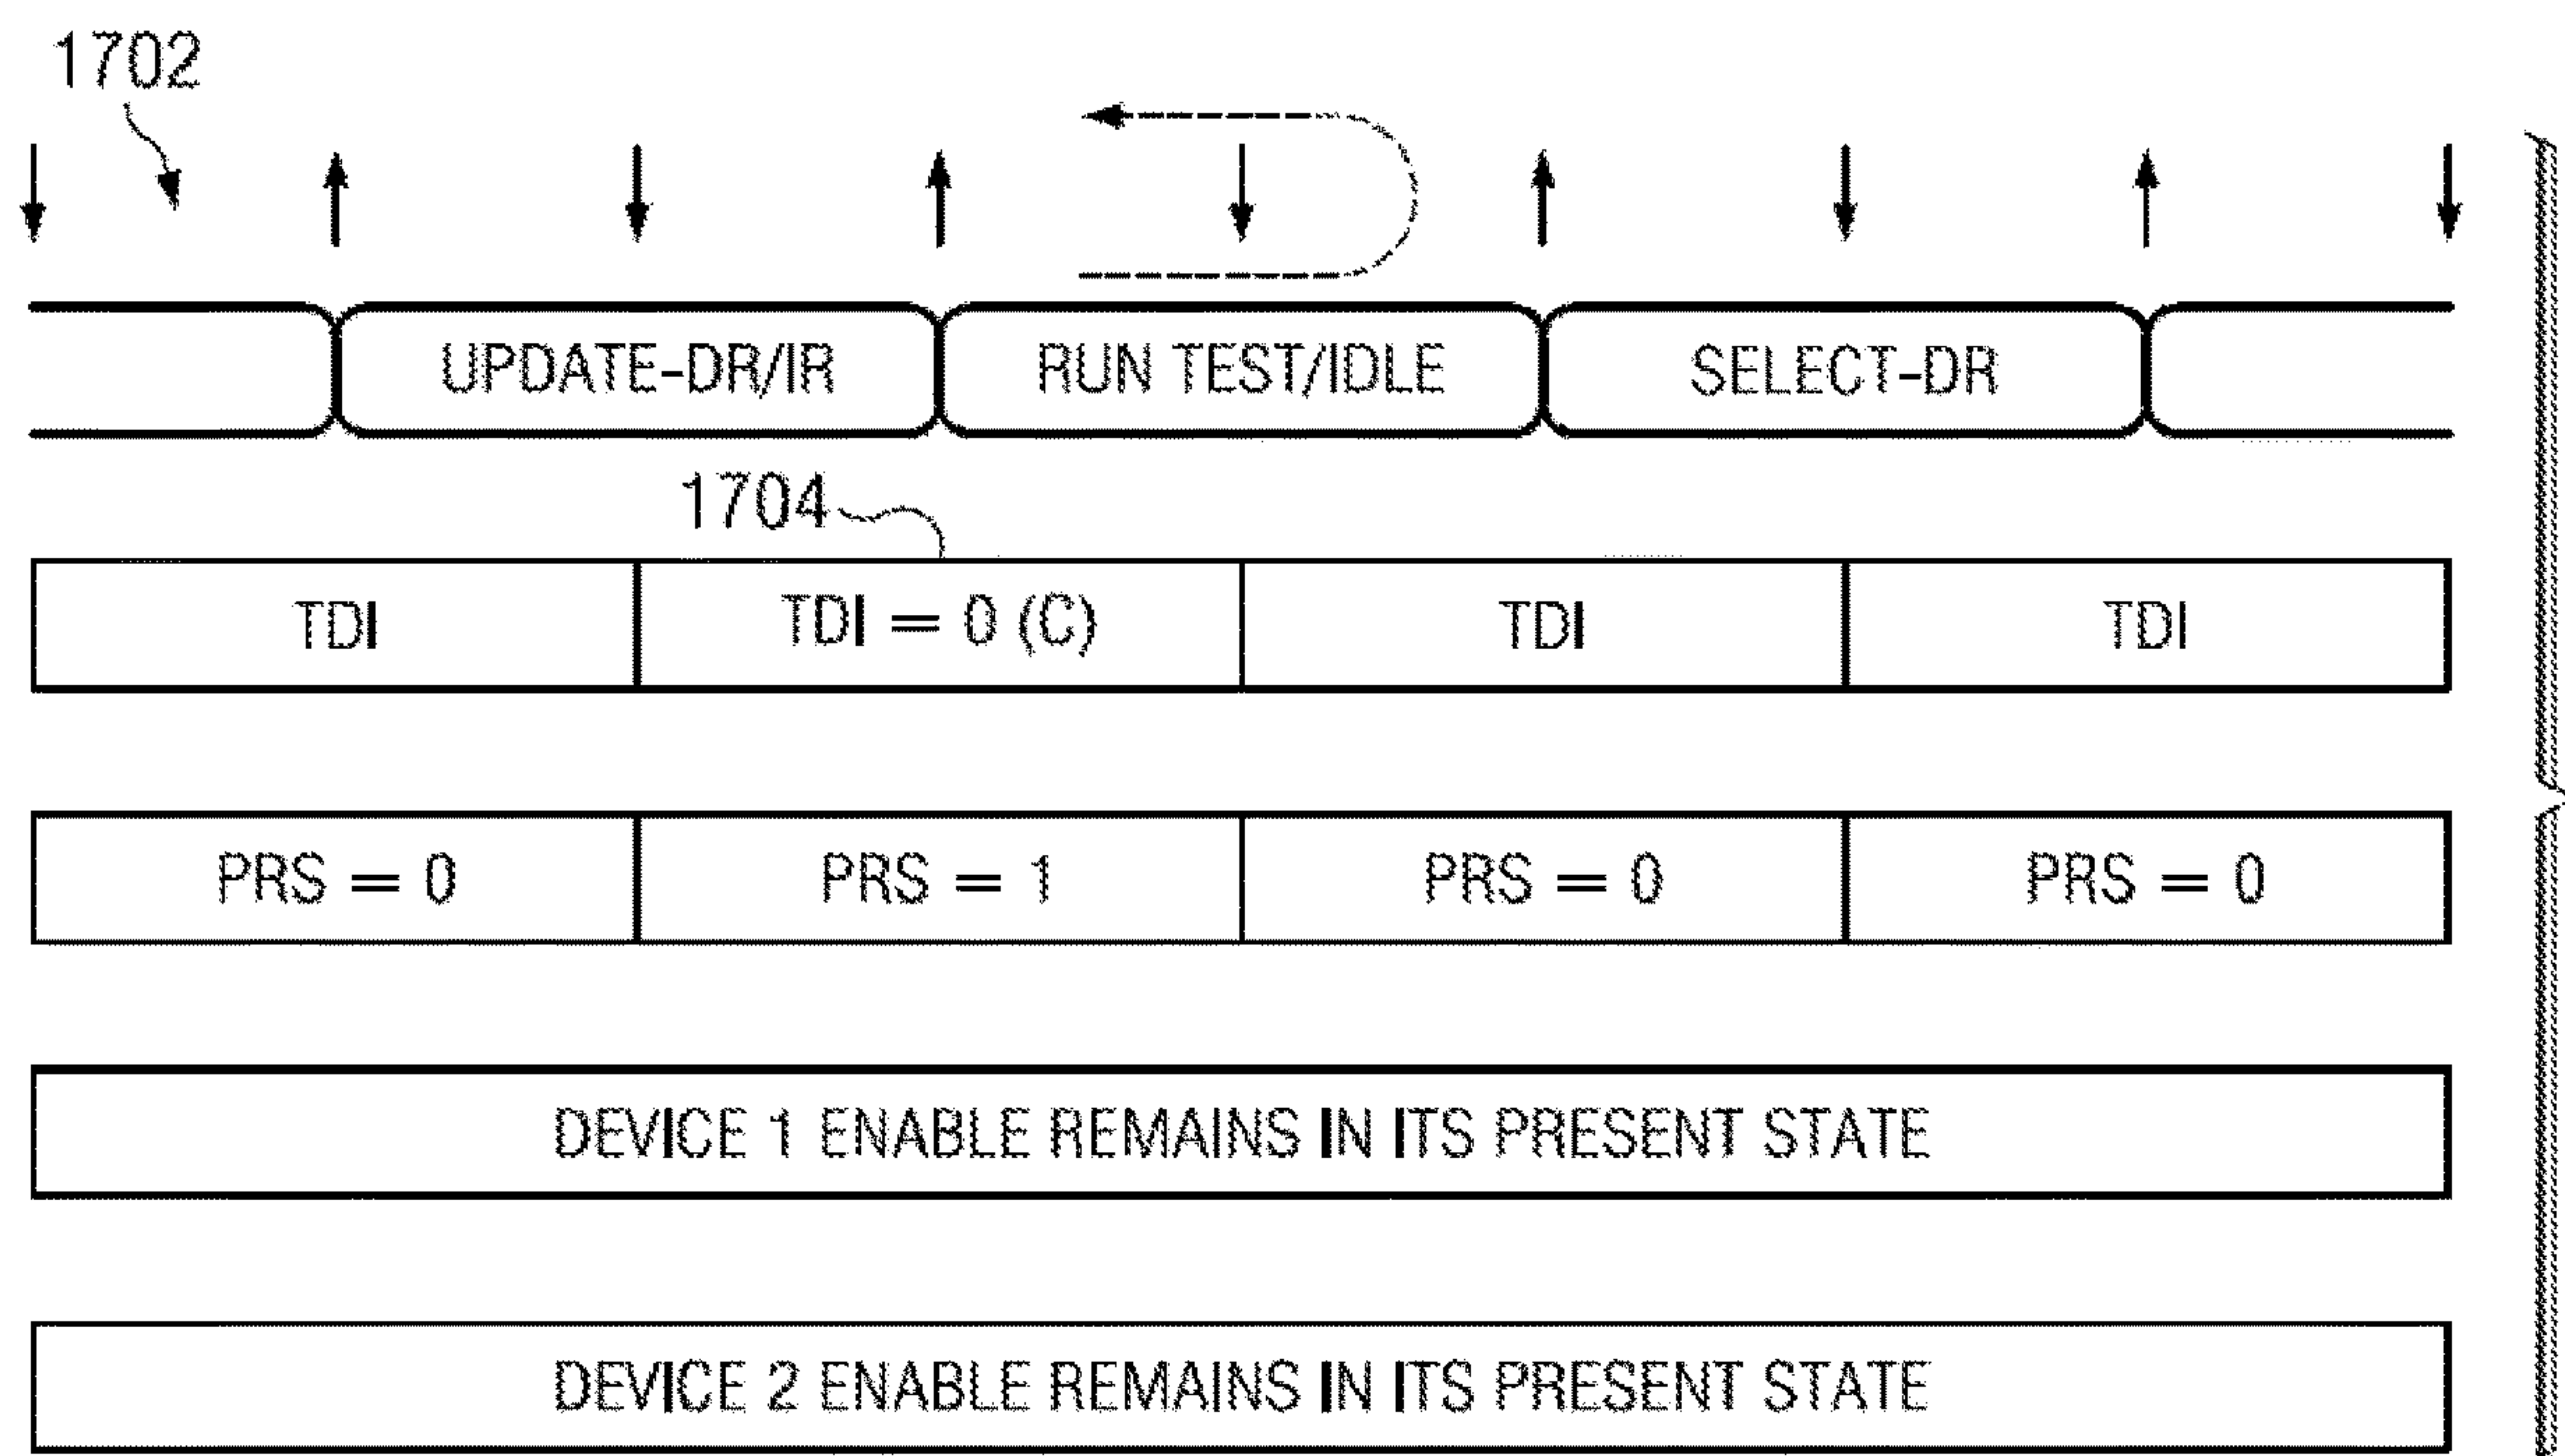 1702
UPDATE-DR/IR RUN TEST/IDLE SELECT-DR
1704
TDI TDI = 0 (C) TDI TDI
PRS = 0 PRS = 1 PRS = 0 PRS = 0
DEVICE 1 ENABLE REMAINS IN ITS PRESENT STATE
DEVICE 2 ENABLE REMAINS IN ITS PRESENT STATE